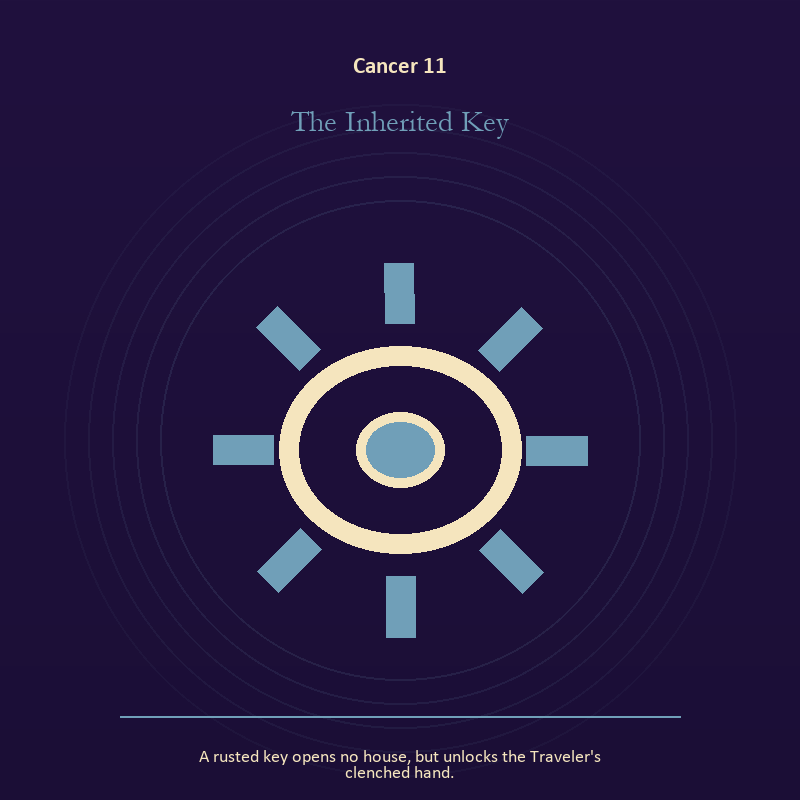 Cancer 11
The Inherited Key
A rusted key opens no house, but unlocks the Traveler's
clenched hand.